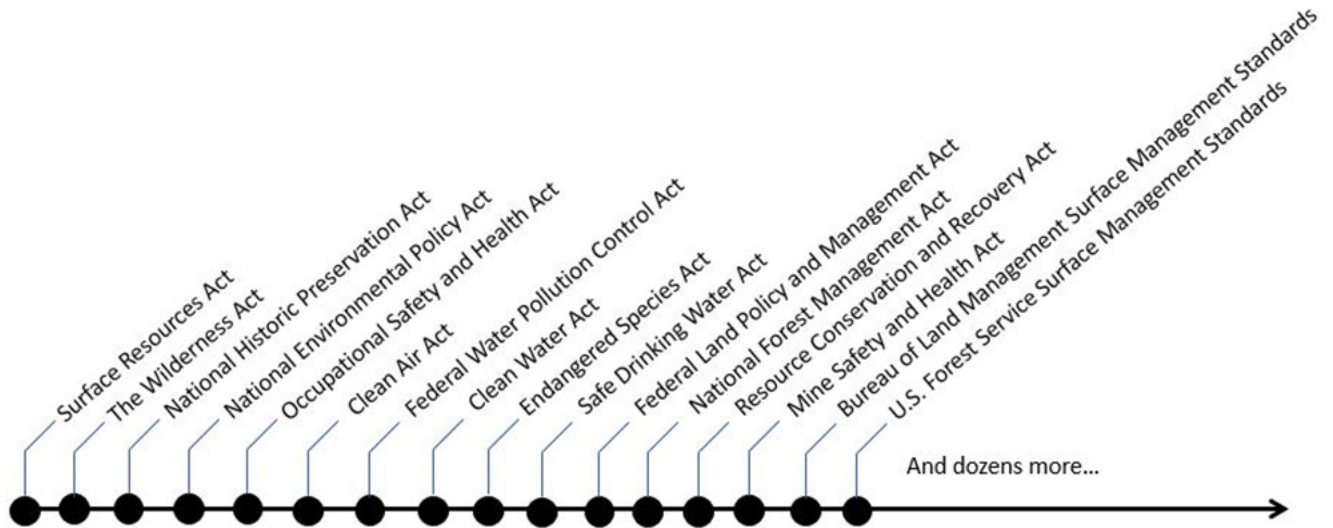 Surface Resources Act
The Wilderness Act
National Historic Preservation Act
National Environmental Policy Act
Occupational Safety and Health Act
Clean Air Act
Federal Water Pollution Control Act
Clean Water Act
Endangered Species Act
Safe Drinking Water Act
Federal Land Policy and Management Act
National Forest Management Act
Resource Conservation and Recovery Act
Mine Safety and Health Act
Bureau of Land Management Surface Management Standards
U.S. Forest Service Surface Management Standards
And dozens more...